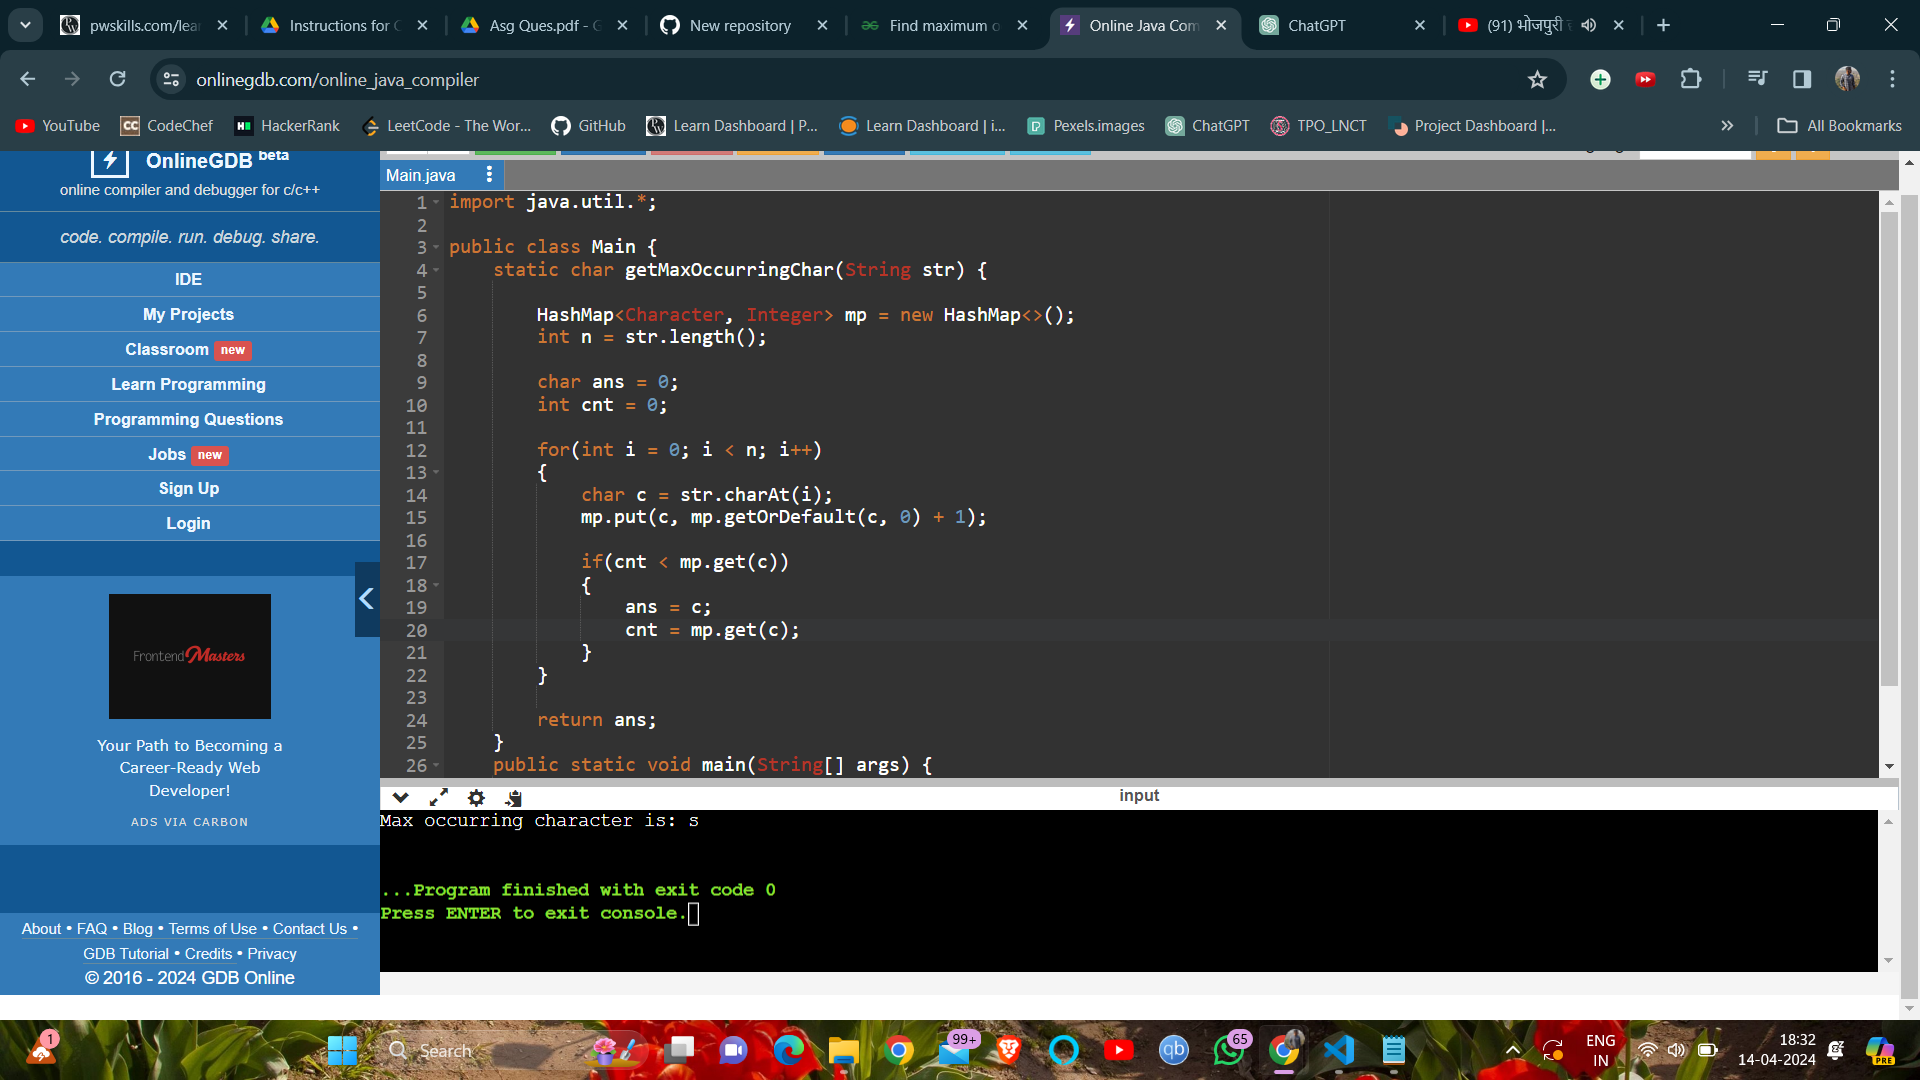 pwskills.com/lea
Instructions for
Asg Ques.pdf -
New repository
Find maximum o
Online Java Com
ChatGPT
(91) भोजपुरी
onlinegdb.com/online_java_compiler
YouTube
CodeChef
HackerRank
LeetCode - The Wor...
GitHub
Learn Dashboard | P...
Learn Dashboard | i...
Pexels.images
ChatGPT
TPO_LNCT
Project Dashboard |...
All Bookmarks
OnlineGDB beta
online compiler and debugger for c/c++
code. compile. run. debug. share.
IDE
My Projects
Classroom new
Learn Programming
Programming Questions
Jobs new
Sign Up
Login
Frontend Masters
Your Path to Becoming a
Career-Ready Web
Developer!
ADS VIA CARBON
About • FAQ • Blog • Terms of Use • Contact Us •
GDB Tutorial • Credits • Privacy
© 2016 - 2024 GDB Online
Main.java
1 import java.util.*;
2
3 public class Main {
4 static char getMaxOccurringChar(String str) {
5
6 HashMap<Character, Integer> mp = new HashMap<>();
7 int n = str.length();
8
9 char ans = 0;
10 int cnt = 0;
11
12 for(int i = 0; i < n; i++)
13 {
14 char c = str.charAt(i);
15 mp.put(c, mp.getOrDefault(c, 0) + 1);
16
17 if(cnt < mp.get(c))
18 {
19 ans = c;
20 cnt = mp.get(c);
21 }
22 }
23
24 return ans;
25 }
26 public static void main(String[] args) {
input
Max occurring character is: s
...Program finished with exit code 0
Press ENTER to exit console.
1
Search
99+
qb
65
ENG
IN
18:32
14-04-2024
PRE